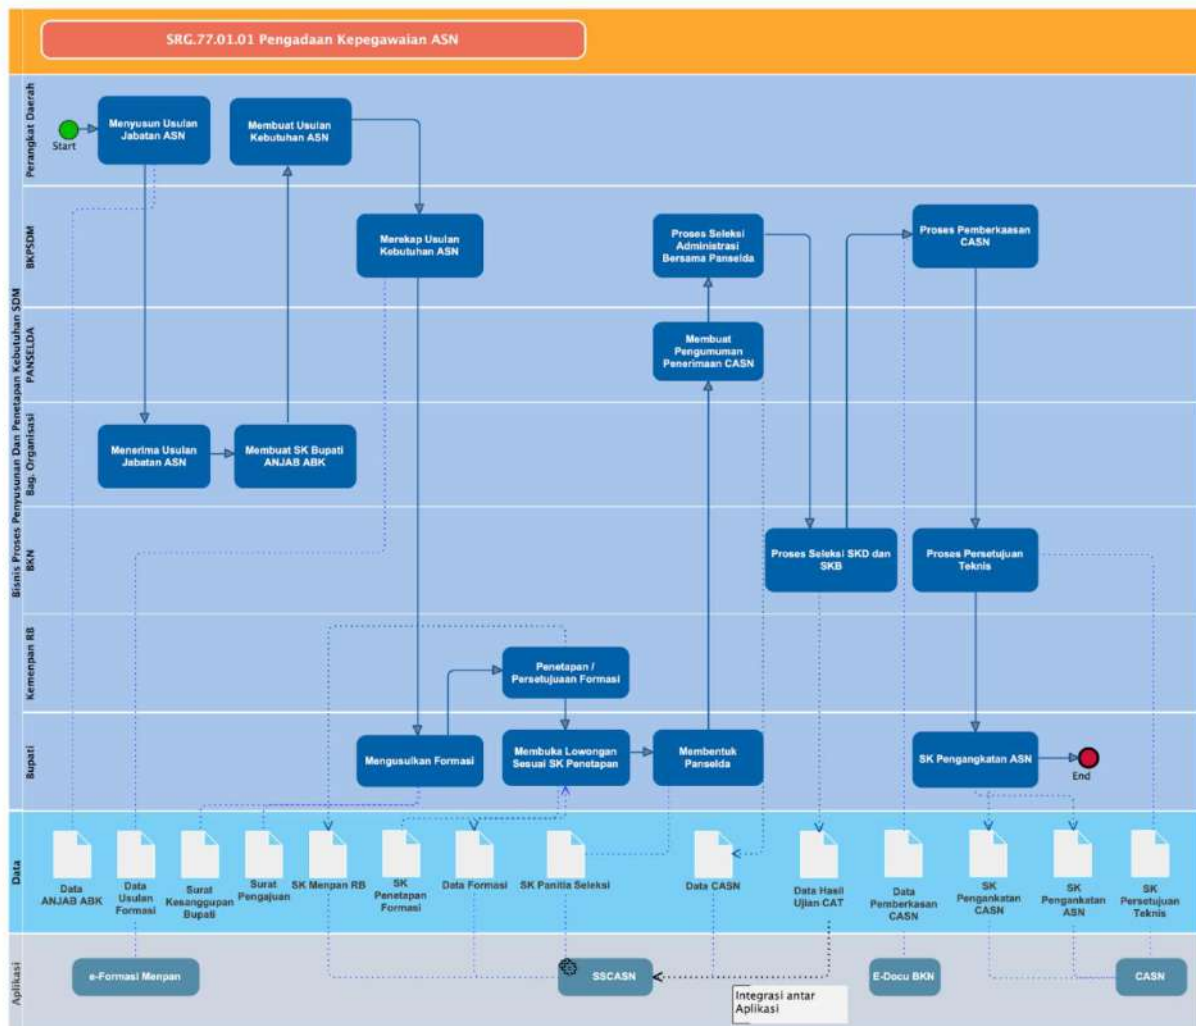 SRG.77.01.01 Pengadaan Kepegawaian ASN
Bisnis Proses Penyusunan Dan Penetapan Kebutuhan SDM
Perangkat Daerah
Start
Menyusun Usulan
Jabatan ASN
Membuat Usulan
Kebutuhan ASN
BKPSDM
Merekap Usulan
Kebutuhan ASN
Proses Seleksi
Administrasi
Bersama Panselda
Proses Pemberkaasan
CASN
PANSELDA
Membuat
Pengumuman
Penerimaan CASN
Bag. Organisasi
Menerima Usulan
Jabatan ASN
Membuat SK Bupati
ANJAB ABK
BKN
Proses Seleksi SKD dan
SKB
Proses Persetujuan
Teknis
Kemenpan RB
Penetapan /
Persetujuaan Formasi
Bupati
Mengusulkan Formasi
Membuka Lowongan
Sesuai SK Penetapan
Membentuk
Panselda
SK Pengangkatan ASN
End
Data
Data
ANJAB ABK
Data
Usulan
Formasi
Surat
Kesanggupan
Bupati
Surat
Pengajuan
SK Menpan RB
SK
Penetapan
Formasi
Data Formasi
SK Panitia Seleksi
Data CASN
Data Hasil
Ujian CAT
Data
Pemberkasan
CASN
SK
Pengankatan
CASN
SK
Pengankatan
ASN
SK
Persetujuan
Teknis
Aplikasi
e-Formasi Menpan
SSCASN
E-Docu BKN
CASN
Integrasi antar
Aplikasi